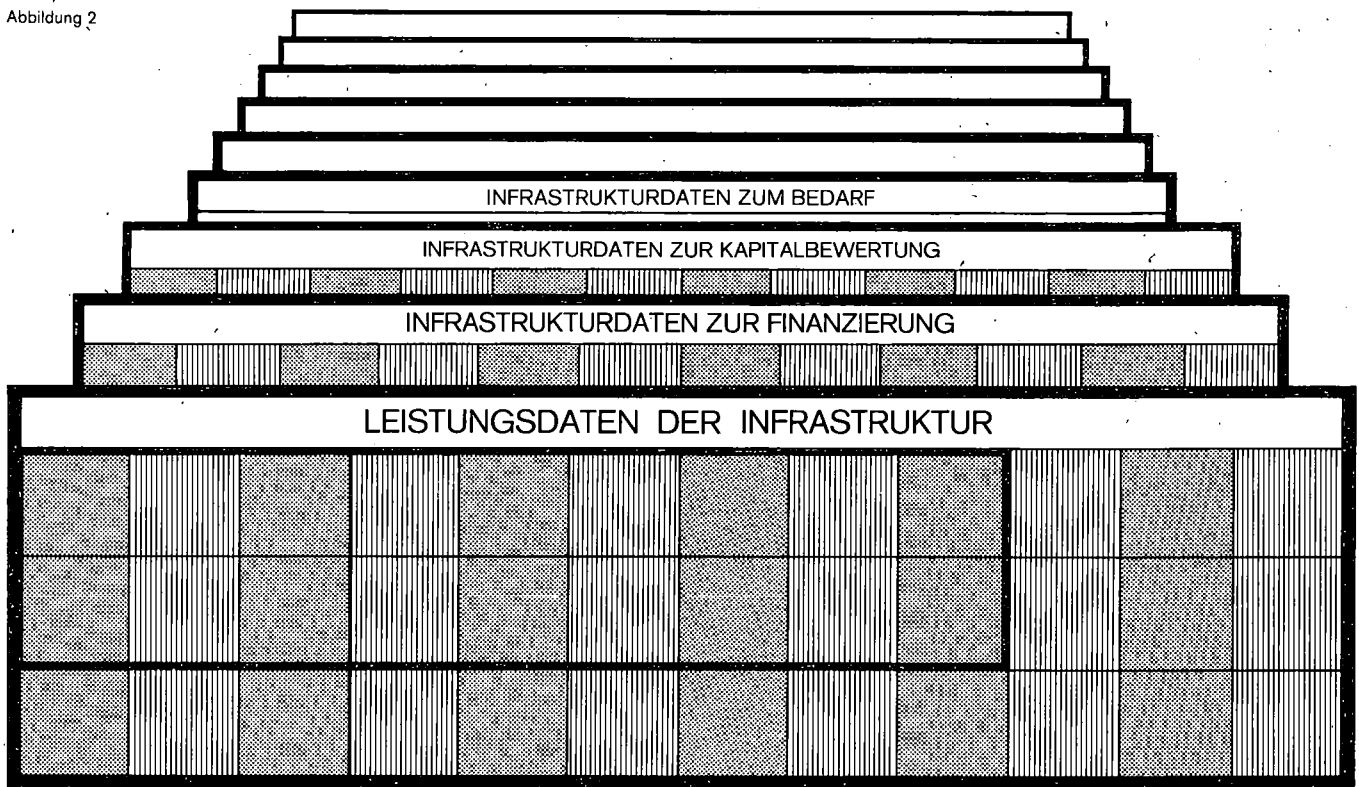 Abbildung 2
INFRASTRUKTURDATEN ZUM BEDARF
INFRASTRUKTURDATEN ZUR KAPITALBEWERTUNG
INFRASTRUKTURDATEN ZUR FINANZIERUNG
LEISTUNGSDATEN DER INFRASTRUKTUR